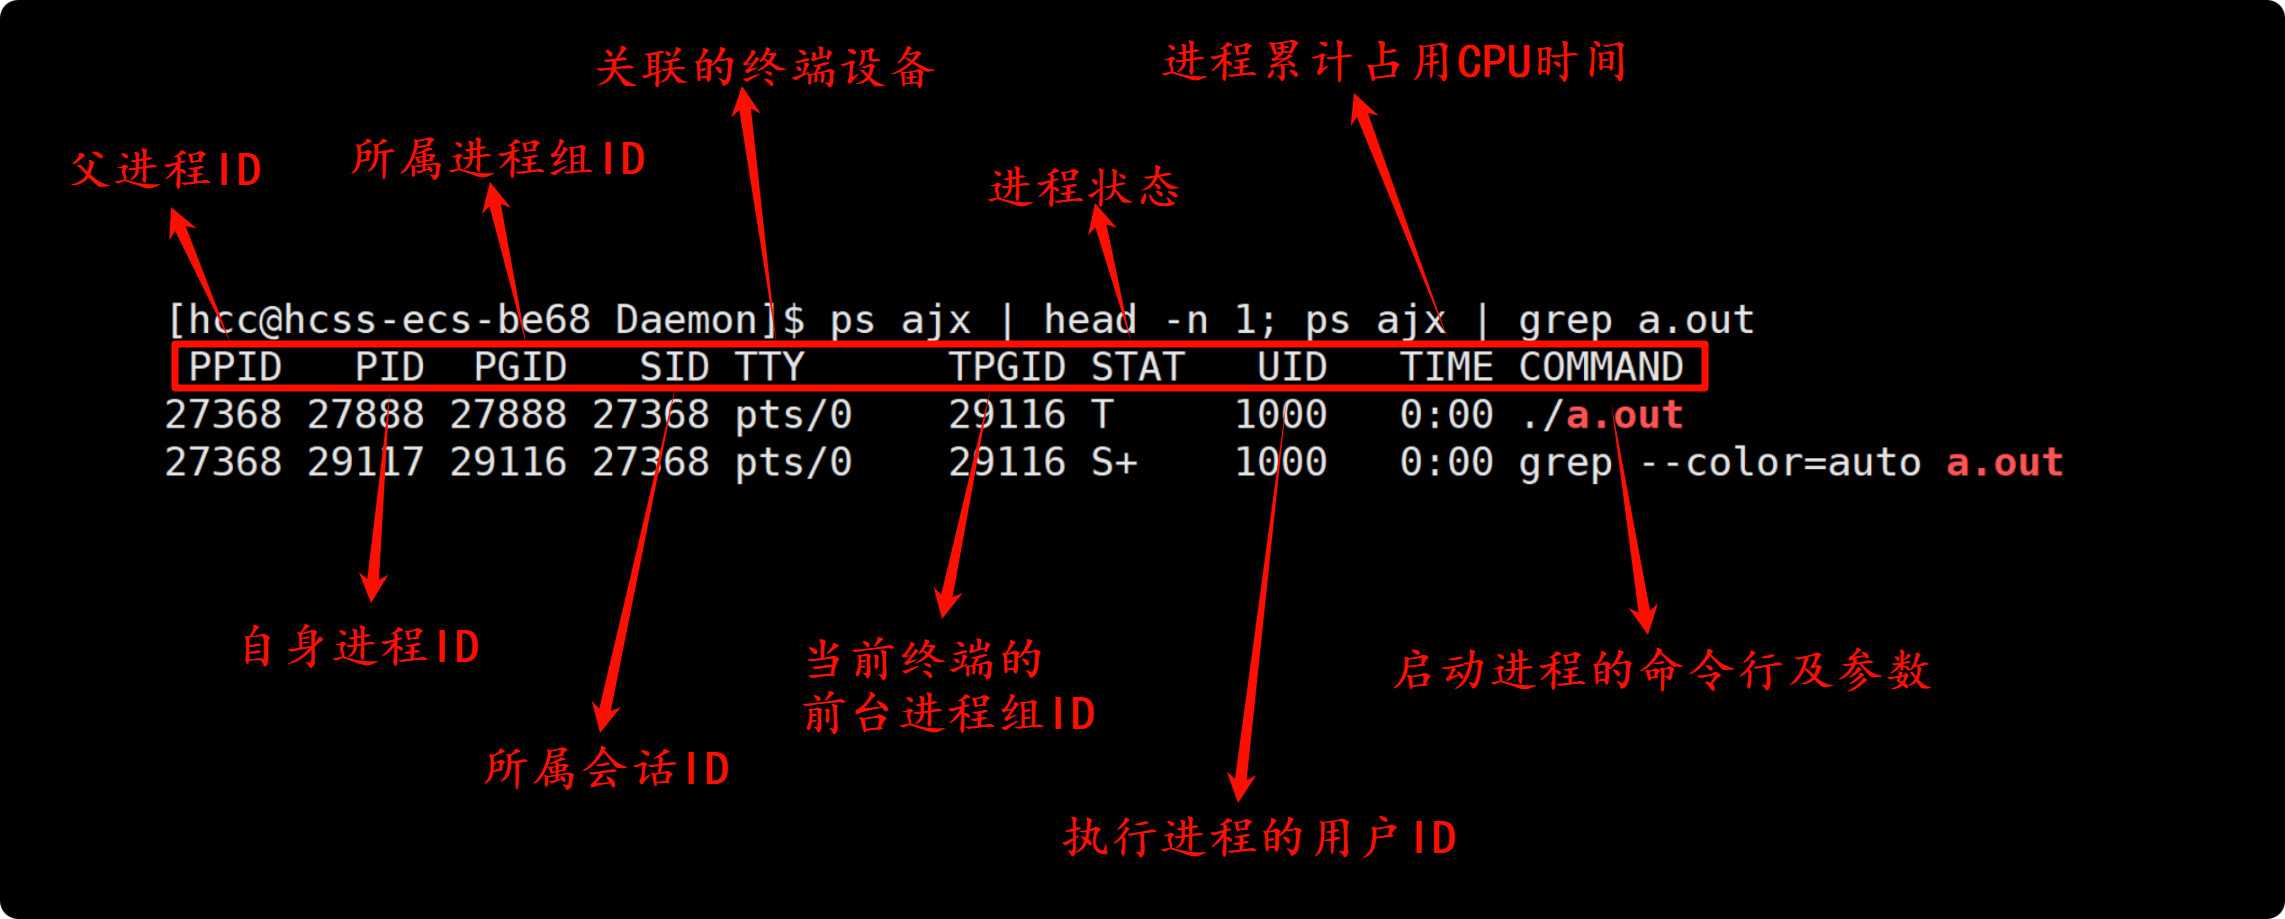 关联的终端设备
进程累计占用CPU时间
父进程ID
所属进程组ID
进程状态
[hcc@hcss-ecs-be68 Daemon]$ ps ajx | head -n 1; ps ajx | grep a.out
PPID PID PGID SID TTY TPGID STAT UID TIME COMMAND
27368 27888 27888 27368 pts/0 29116 T 1000 0:00 ./a.out
27368 29117 29116 27368 pts/0 29116 S+ 1000 0:00 grep --color=auto a.out
自身进程ID
当前终端的
前台进程组ID
启动进程的命令行及参数
所属会话ID
执行进程的用户ID